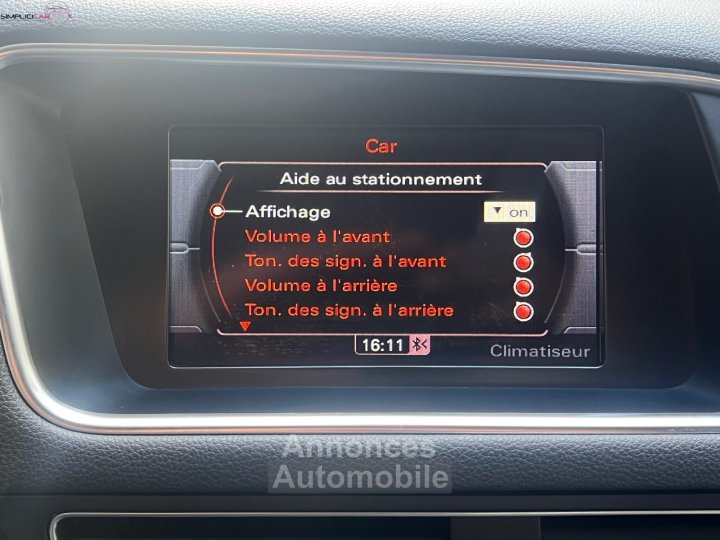 SIMPLICICAR
Car
Aide au stationnement
Affichage
on
Volume à l'avant
Ton. des sign. à l'avant
Volume à l'arrière
Ton. des sign. à l'arrière
16:11
Climatiseur
Annonces
Automobile